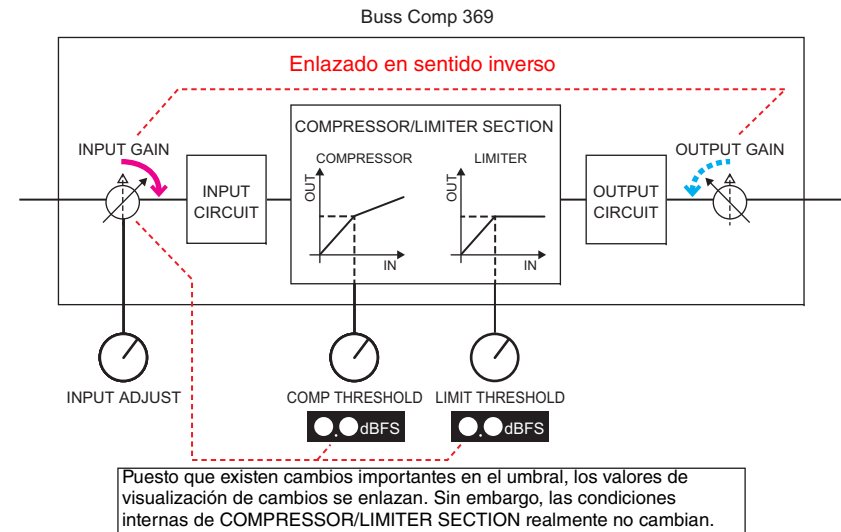 Buss Comp 369
Enlazado en sentido inverso
COMPRESSOR/LIMITER SECTION
INPUT GAIN
OUTPUT GAIN
COMPRESSOR
LIMITER
INPUT
CIRCUIT
OUT
IN
OUT
IN
OUTPUT
CIRCUIT
INPUT ADJUST
COMP THRESHOLD
LIMIT THRESHOLD
●.●dBFS
●.●dBFS
Puesto que existen cambios importantes en el umbral, los valores de
visualización de cambios se enlazan. Sin embargo, las condiciones
internas de COMPRESSOR/LIMITER SECTION realmente no cambian.